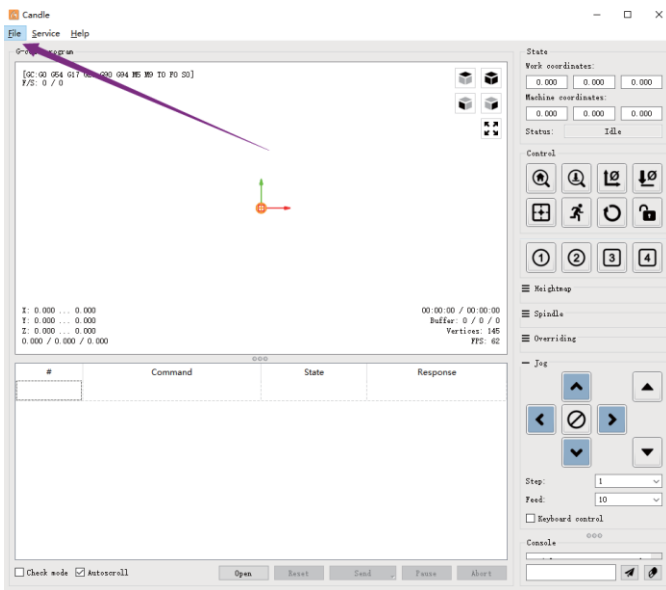 Candle
File Service Help
G-code program
[GC:G0 G54 G17 G21 G90 G94 M5 M9 T0 F0 S0]
F/S: 0 / 0
X: 0.000 ... 0.000
Y: 0.000 ... 0.000
Z: 0.000 ... 0.000
0.000 / 0.000 / 0.000
00:00:00 / 00:00:00
Buffer: 0 / 0 / 0
Vertices: 145
FPS: 62
# Command State Response
Check mode Autoscroll Open Reset Send Pause Abort
State
Work coordinates:
0.000 0.000 0.000
Machine coordinates:
0.000 0.000 0.000
Status: Idle
Control
1 2 3 4
Heightmap
Spindle
Overriding
Jog
Step: 1
Feed: 10
Keyboard control
Console